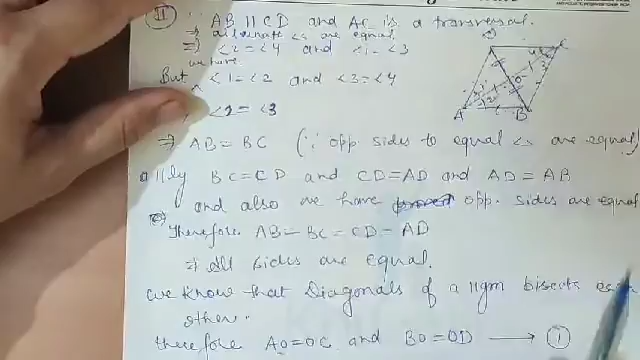 II ∵ AB || CD and AC is a transversal.
⇒ alternate ∠s are equal
⇒ ∠2 = ∠4 and ∠1 = ∠3
we have
But ∠1 = ∠2 and ∠3 = ∠4
∠2 = ∠3
⇒ AB = BC (∵ opp. sides to equal ∠s are equal)
A B
||ly BC = CD and CD = AD and AD = AB
and also we have opp. sides are equal
Therefore AB = BC = CD = AD
⇒ All sides are equal.
we know that Diagonals of a ||gm bisects each
other.
therefore AO = OC and BO = OD ⟶ ①